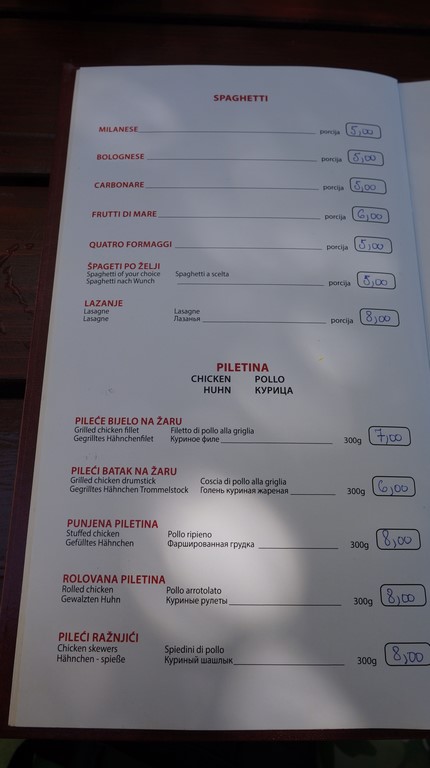 SPAGHETTI
MILANESE porcija 5,00
BOLOGNESE porcija 5,00
CARBONARE porcija 5,00
FRUTTI DI MARE porcija 6,00
QUATRO FORMAGGI porcija 5,00
ŠPAGETI PO ŽELJI
Spaghetti of your choice Spaghetti a scelta
Spaghetti nach Wunch porcija 5,00
LAZANJE
Lasagne Lasagne
Lasagne Лазанья porcija 8,00
PILETINA
CHICKEN POLLO
HUHN КУРИЦА
PILEĆE BIJELO NA ŽARU
Grilled chicken fillet Filetto di pollo alla griglia
Gegrilltes Hähnchenfilet Куриное филе 300g 7,00
PILEĆI BATAK NA ŽARU
Grilled chicken drumstick Coscia di pollo alla griglia
Gegrilltes Hähnchen Trommelstock Голень куриная жареная 300g 6,00
PUNJENA PILETINA
Stuffed chicken Pollo ripieno
Gefülltes Hähnchen Фаршированная грудка 300g 8,00
ROLOVANA PILETINA
Rolled chicken Pollo arrotolato
Gewalzten Huhn Куриные рулеты 300g 8,00
PILEĆI RAŽNJIĆI
Chicken skewers Spiedini di pollo
Hähnchen - spieße Куриный шашлык 300g 8,00